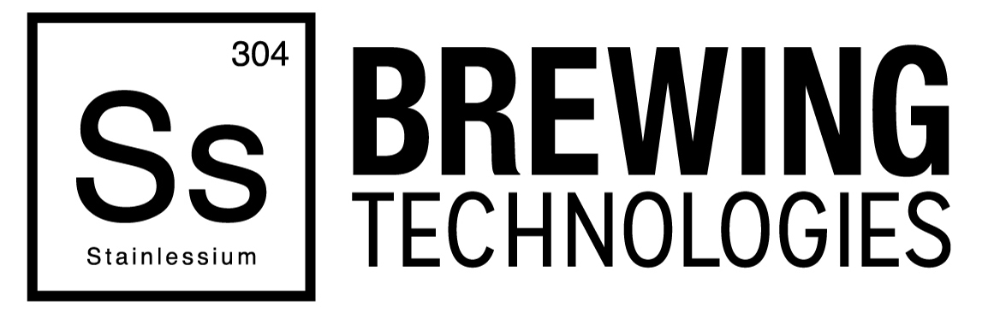 304
Ss
Stainlessium
BREWING
TECHNOLOGIES